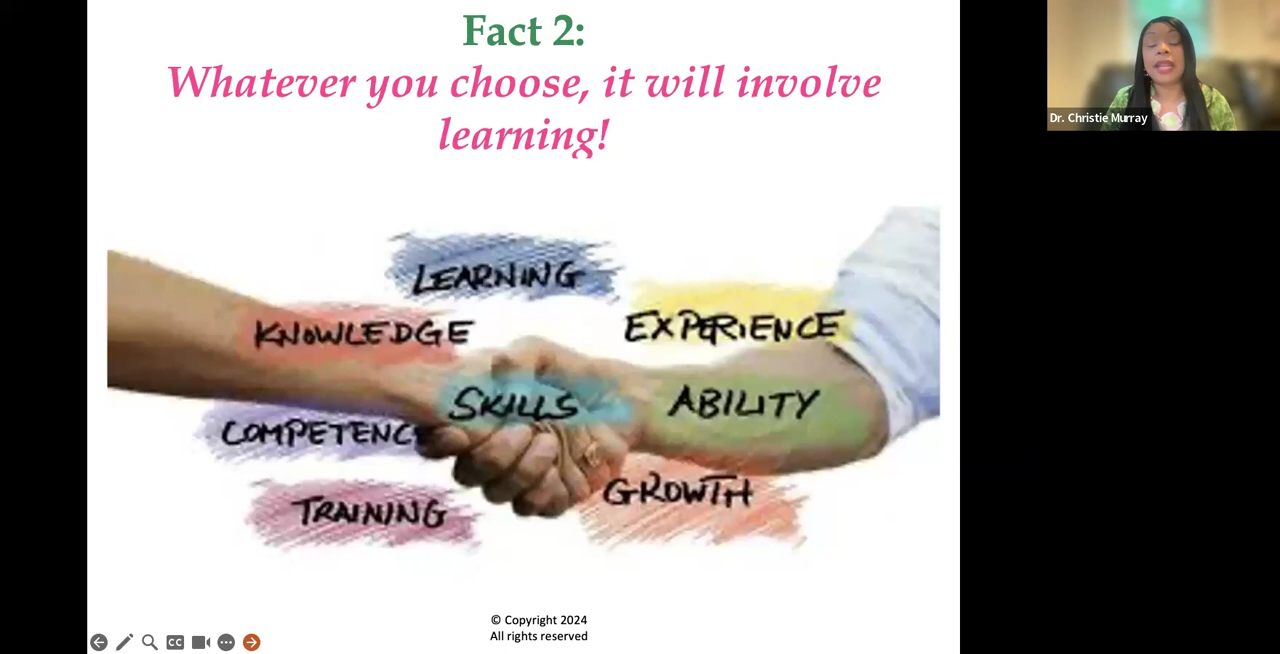 Fact 2:
Whatever you choose, it will involve
learning!
Dr. Christie Murray
LEARNING
KNOWLEDGE
EXPERIENCE
SKILLS
ABILITY
COMPETENCE
GROWTH
TRAINING
© Copyright 2024
All rights reserved
CC